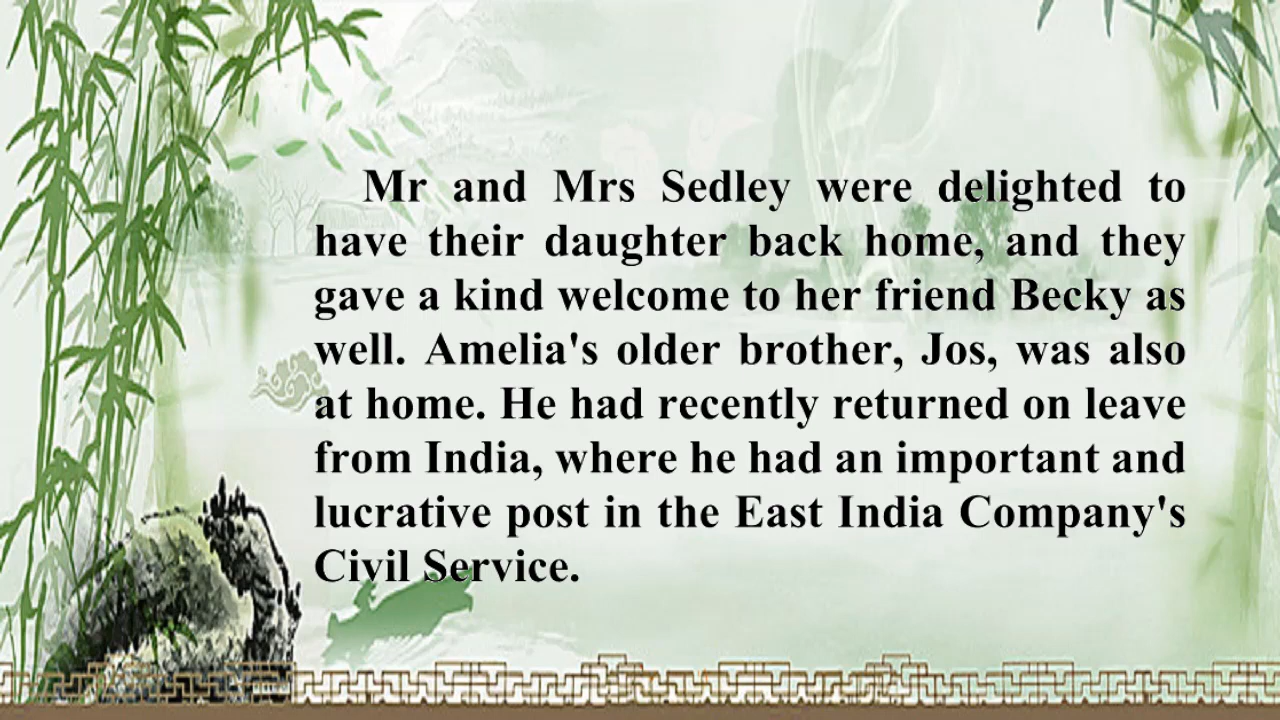 Mr and Mrs Sedley were delighted to
have their daughter back home, and they
gave a kind welcome to her friend Becky as
well. Amelia's older brother, Jos, was also
at home. He had recently returned on leave
from India, where he had an important and
lucrative post in the East India Company's
Civil Service.